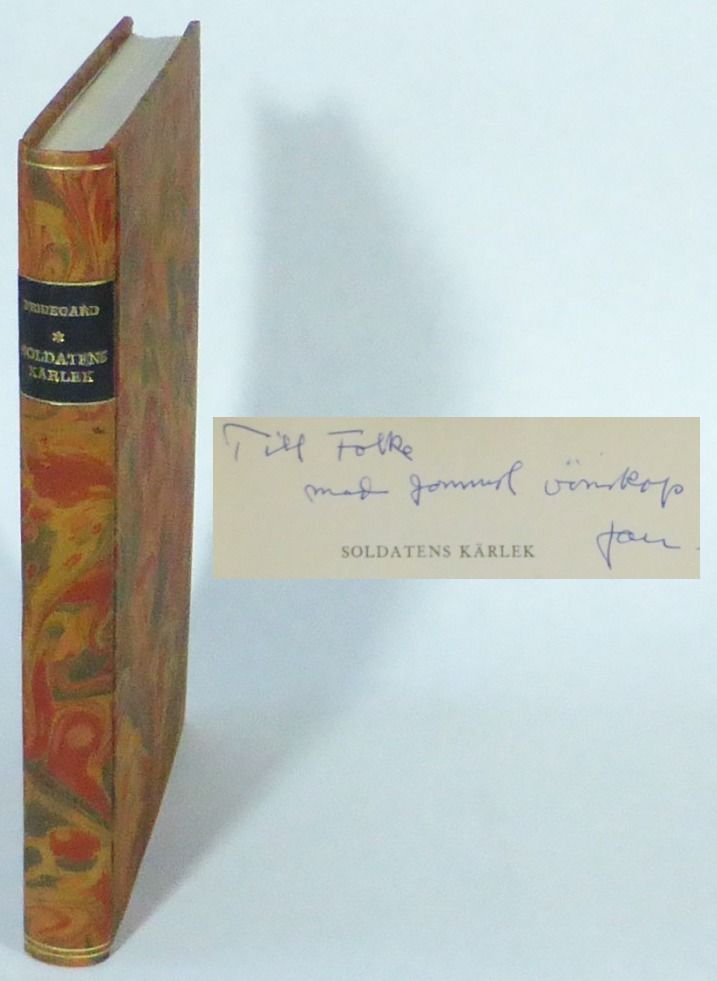 FRIDEGARD
*
SOLDATENS
KÄRLEK
Till Folke
med gammal vänskap
Jan
SOLDATENS KÄRLEK